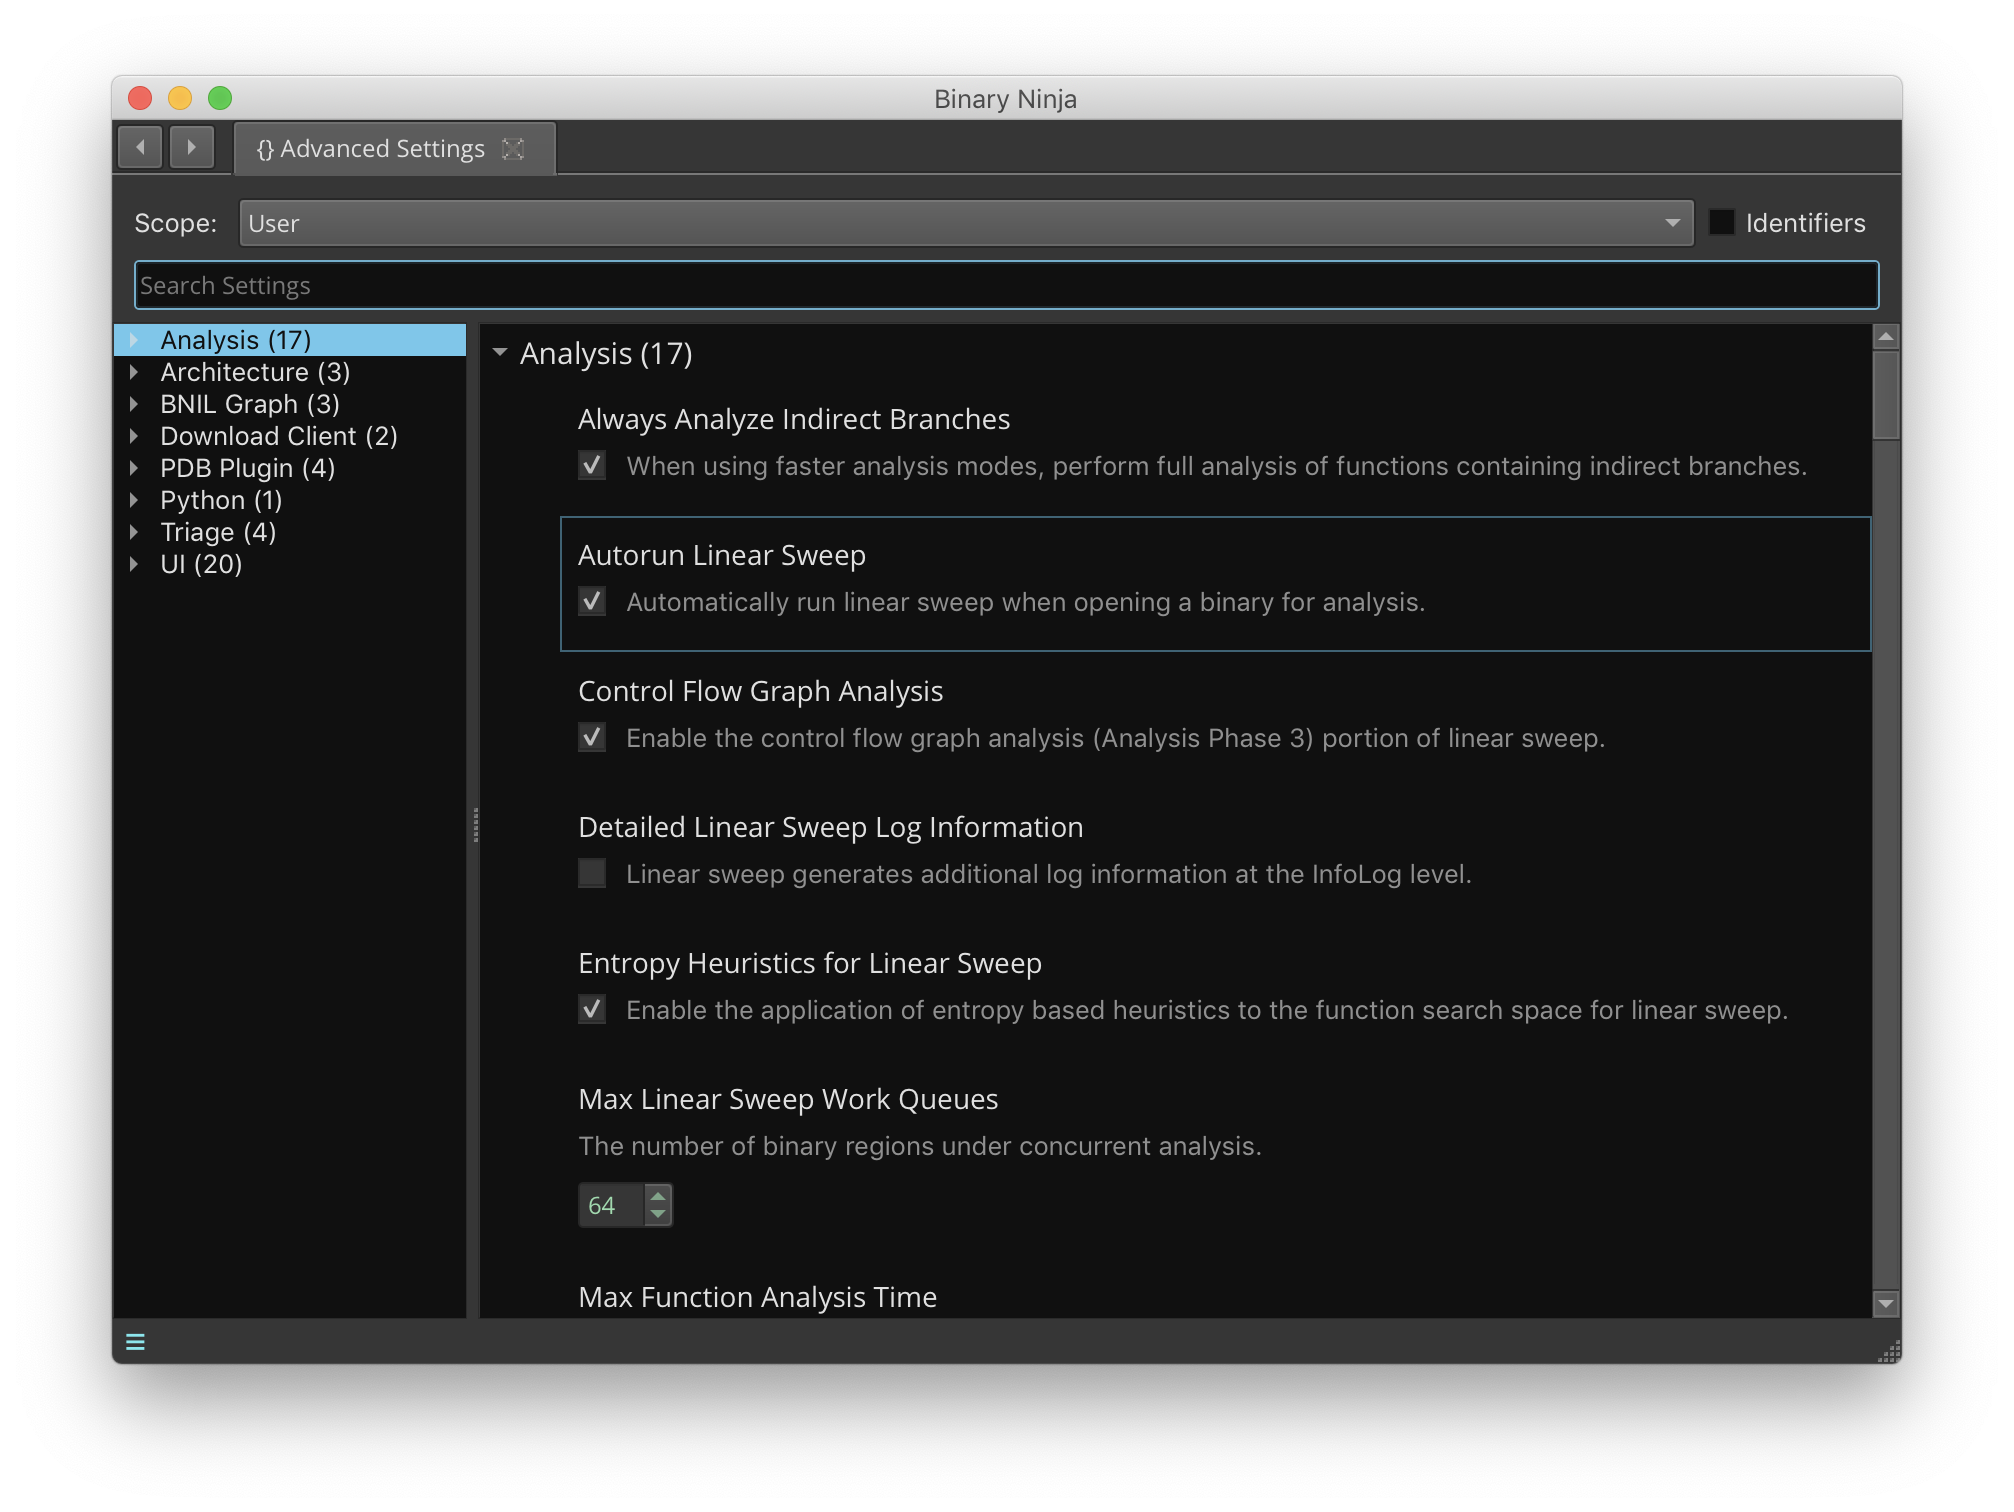 Binary Ninja
{} Advanced Settings
Scope: User Identifiers
Search Settings
Analysis (17)
Architecture (3)
BNIL Graph (3)
Download Client (2)
PDB Plugin (4)
Python (1)
Triage (4)
UI (20)
Analysis (17)
Always Analyze Indirect Branches
When using faster analysis modes, perform full analysis of functions containing indirect branches.
Autorun Linear Sweep
Automatically run linear sweep when opening a binary for analysis.
Control Flow Graph Analysis
Enable the control flow graph analysis (Analysis Phase 3) portion of linear sweep.
Detailed Linear Sweep Log Information
Linear sweep generates additional log information at the InfoLog level.
Entropy Heuristics for Linear Sweep
Enable the application of entropy based heuristics to the function search space for linear sweep.
Max Linear Sweep Work Queues
The number of binary regions under concurrent analysis.
64
Max Function Analysis Time